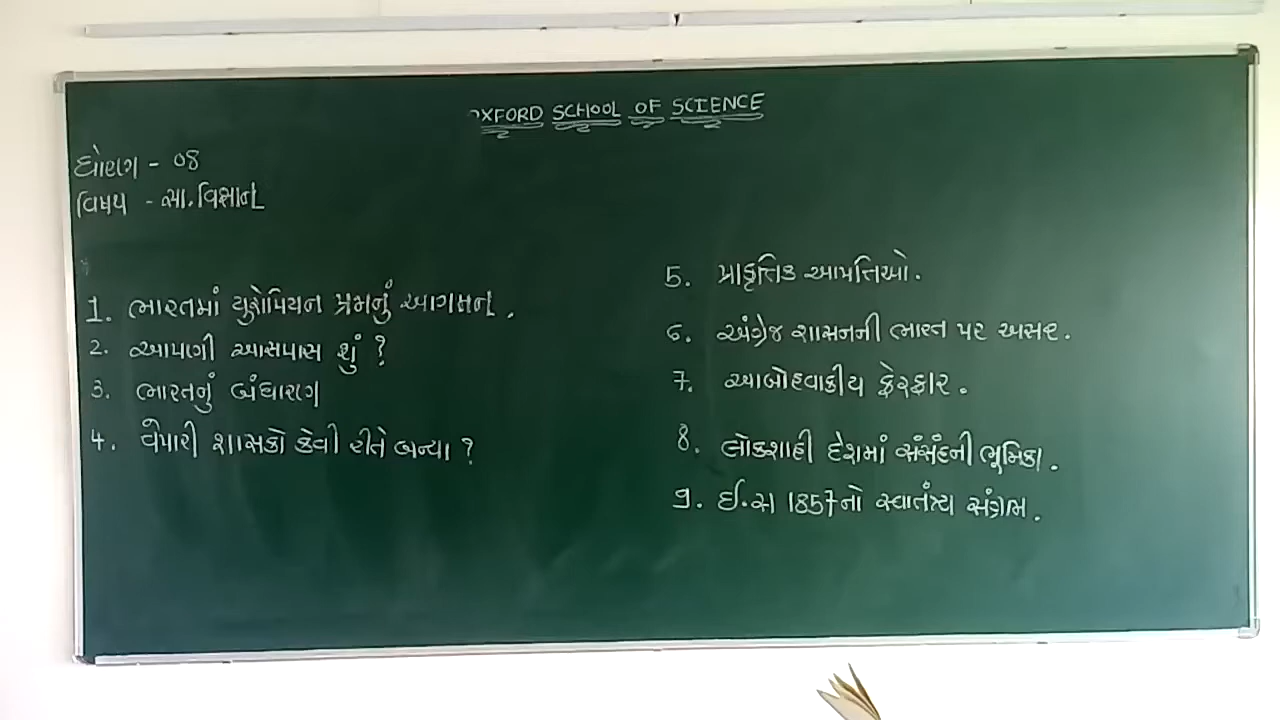 OXFORD SCHOOL OF SCIENCE
ધોરણ - 08
વિષય - સા. વિજ્ઞાન
1. ભારતમાં યુરોપિયન પ્રજાનું આગમન.
2. આપણી આસપાસ શું ?
3. ભારતનું બંધારણ
4. વેપારી શાસકો કેવી રીતે બન્યા ?
5. પ્રાકૃતિક આપત્તિઓ.
6. અંગ્રેજ શાસનની ભારત પર અસર.
7. આબોહવાકીય ફેરફાર.
8. લોકશાહી દેશમાં સંસંદની ભૂમિકા.
9. ઈ.સ 1857નો સ્વાતંત્ર્ય સંગ્રામ.